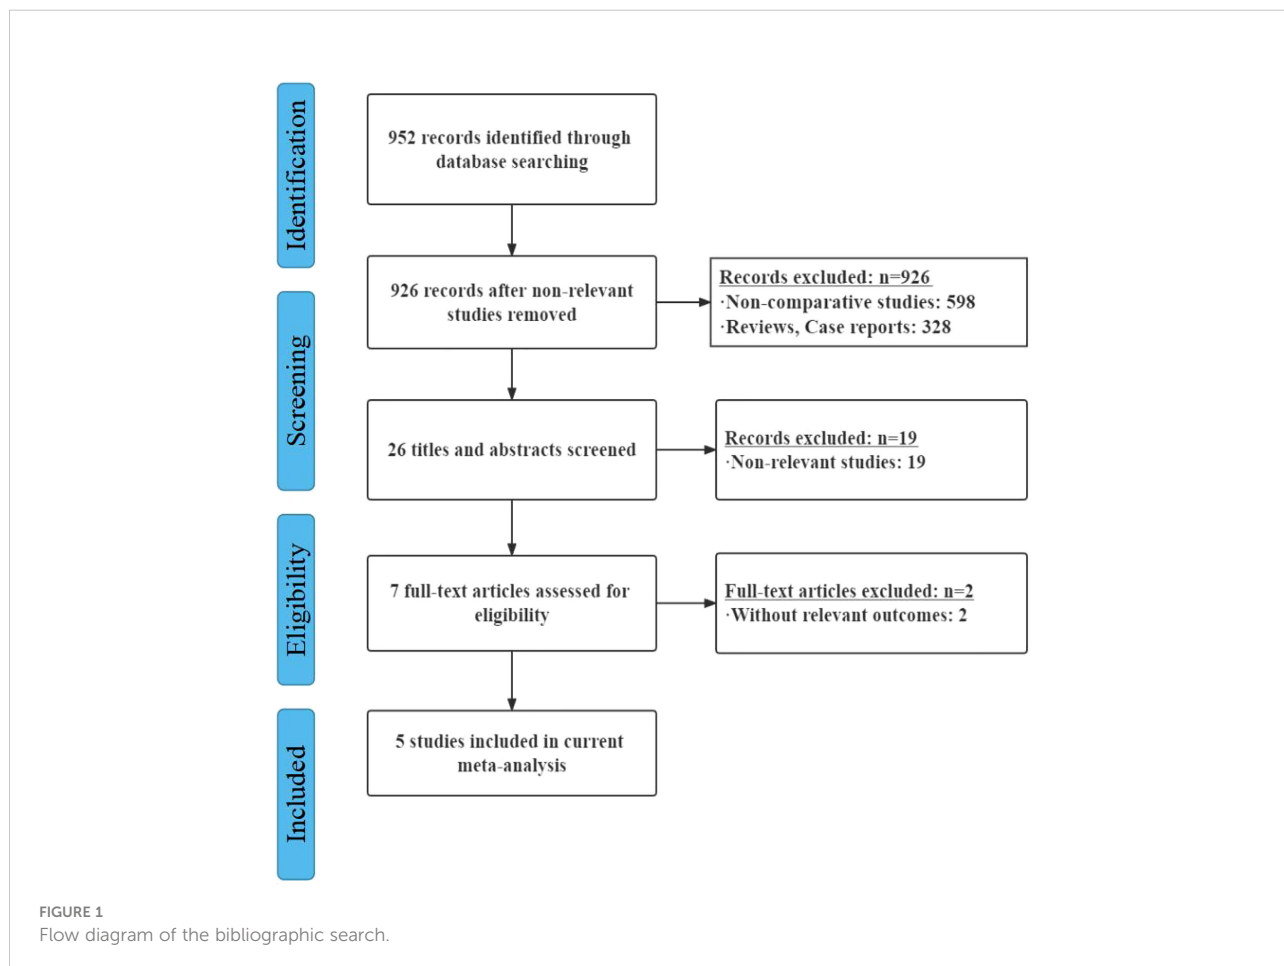 Identification
952 records identified through
database searching
926 records after non-relevant
studies removed
Records excluded: n=926
·Non-comparative studies: 598
·Reviews, Case reports: 328
Screening
26 titles and abstracts screened
Records excluded: n=19
·Non-relevant studies: 19
Eligibility
7 full-text articles assessed for
eligibility
Full-text articles excluded: n=2
·Without relevant outcomes: 2
Included
5 studies included in current
meta-analysis
FIGURE 1
Flow diagram of the bibliographic search.